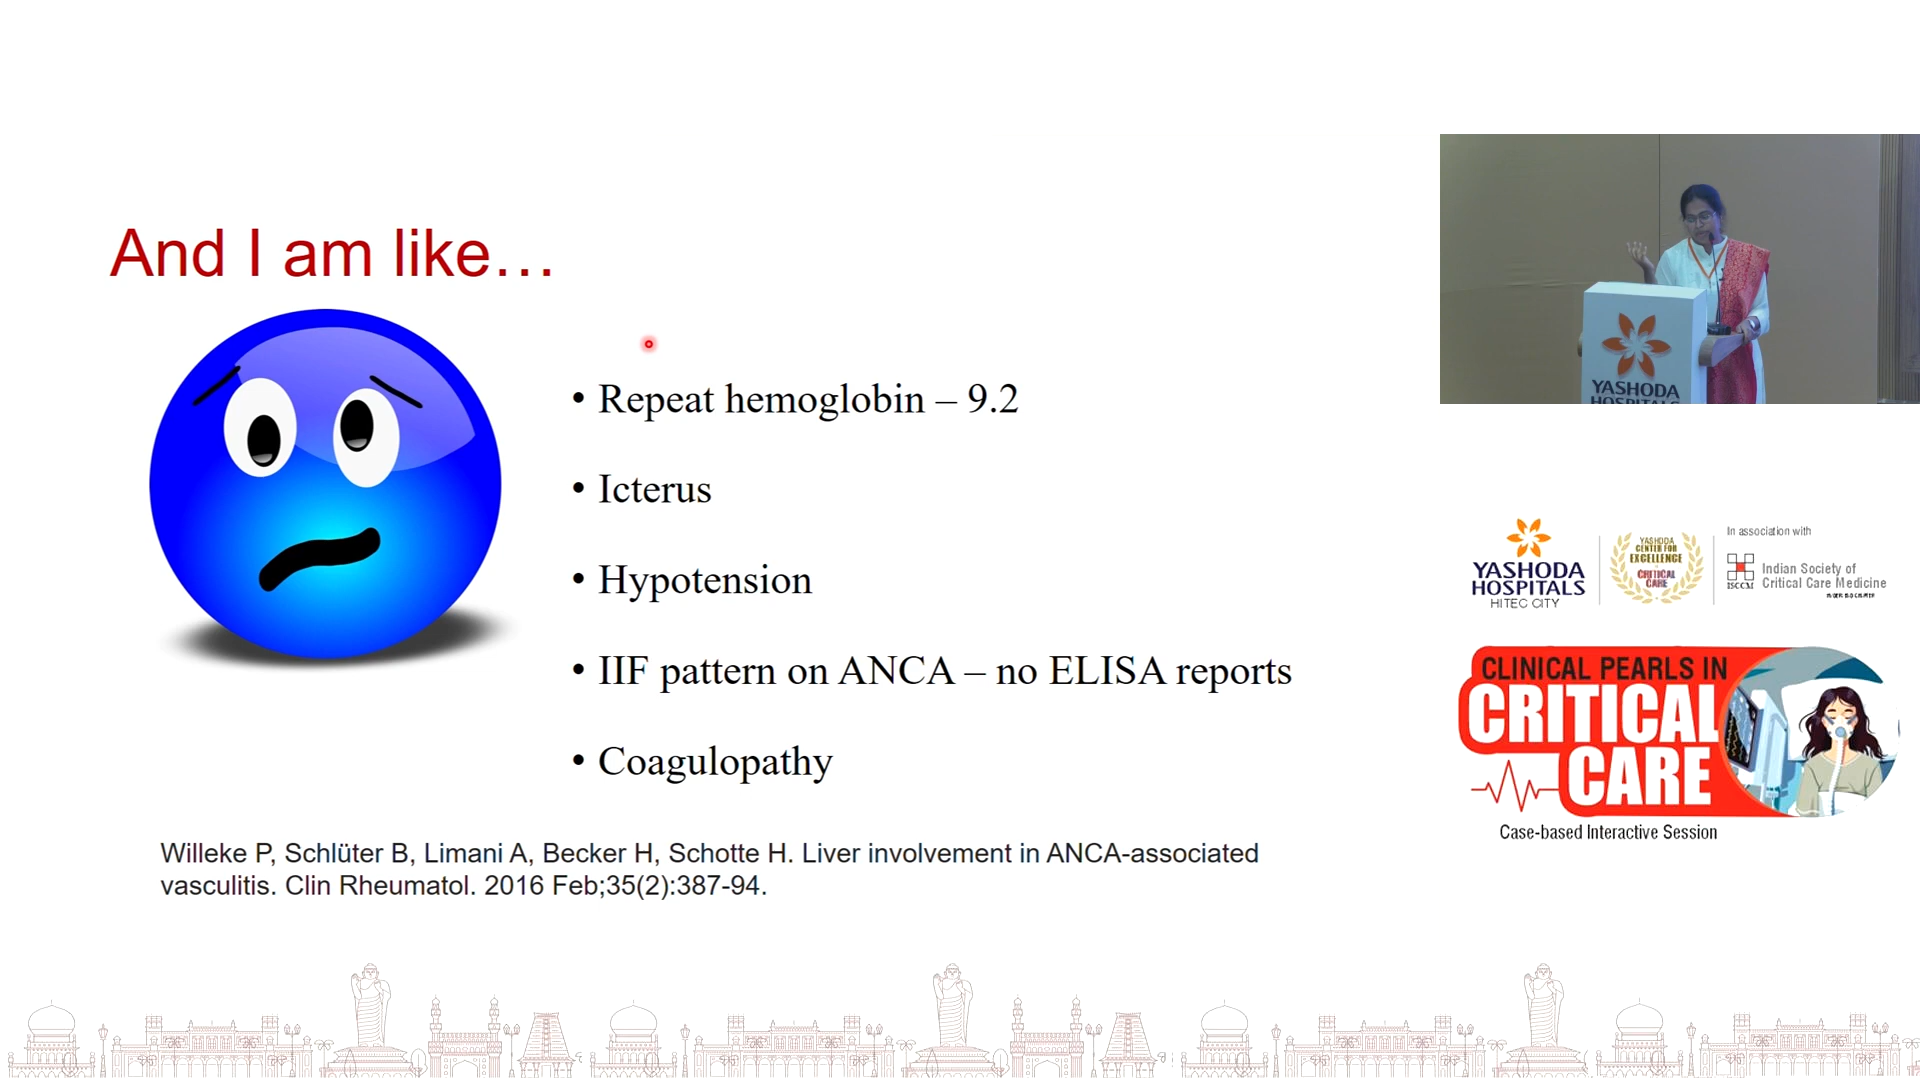 And I am like…
• Repeat hemoglobin – 9.2
• Icterus
• Hypotension
• IIF pattern on ANCA – no ELISA reports
• Coagulopathy
Willeke P, Schlüter B, Limani A, Becker H, Schotte H. Liver involvement in ANCA-associated
vasculitis. Clin Rheumatol. 2016 Feb;35(2):387-94.
YASHODA
HOSPITALS
YASHODA
HOSPITALS
HITEC CITY
YASHODA
CENTER FOR
EXCELLENCE
CRITICAL
CARE
In association with
ISCCM
Indian Society of
Critical Care Medicine
CLINICAL PEARLS IN
CRITICAL
CARE
Case-based Interactive Session